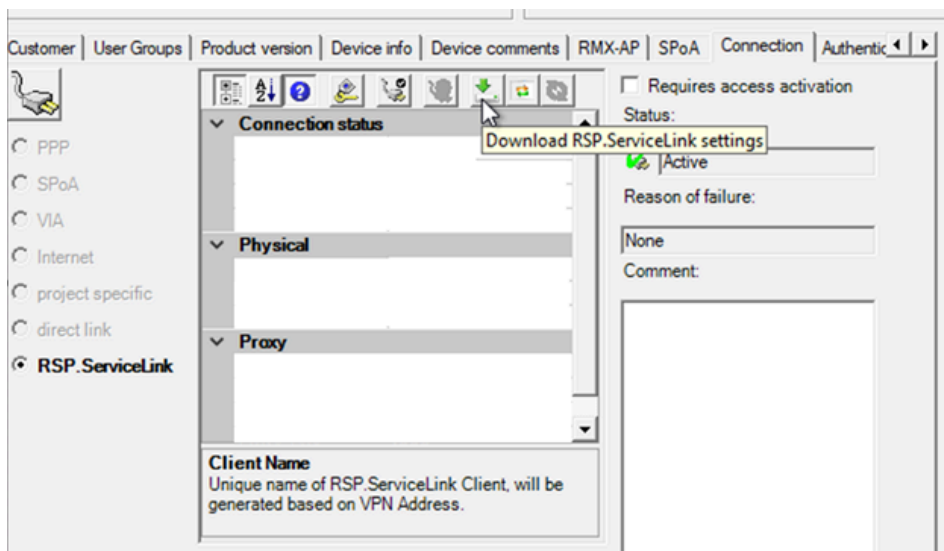 Customer User Groups Product version Device info Device comments RMX-AP SPoA Connection Authentic
Requires access activation
Connection status
Status:
Download RSP.ServiceLink settings
PPP
Active
SPoA
Reason of failure:
VIA
Physical
None
Internet
Comment:
project specific
direct link
Proxy
RSP.ServiceLink
Client Name
Unique name of RSP.ServiceLink Client, will be
generated based on VPN Address.